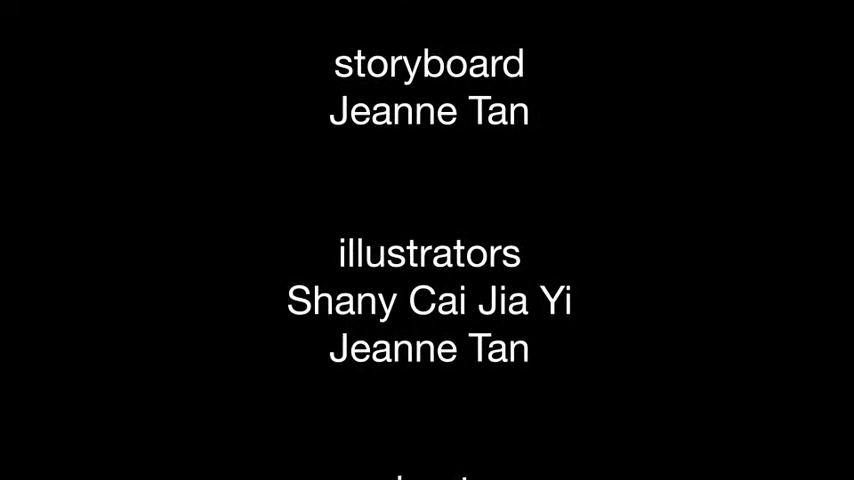 storyboard
Jeanne Tan
illustrators
Shany Cai Jia Yi
Jeanne Tan